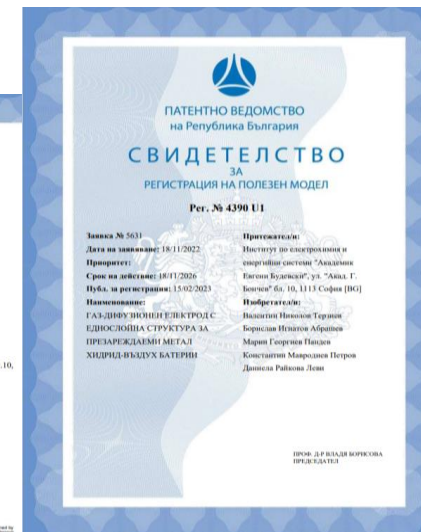 ПАТЕНТНО ВЕДОМСТВО
на Република България
СВИДЕТЕЛСТВО
ЗА
РЕГИСТРАЦИЯ НА ПОЛЕЗЕН МОДЕЛ
Рег. № 4390 U1
Заявка № 5631
Дата на заявяване: 18/11/2022
Приоритет:
Срок на действие: 18/11/2026
Публ. за регистрация: 15/02/2023
Наименование:
ГАЗ-ДИФУЗИОНЕН ЕЛЕКТРОД С
ЕДНОСЛОЙНА СТРУКТУРА ЗА
ПРЕЗАРЕЖДАЕМИ МЕТАЛ
ХИДРИД-ВЪЗДУХ БАТЕРИИ
Притежател/и:
Институт по електрохимия и
енергийни системи "Академик
Евгени Будевски", ул. "Акад. Г.
Бончев" бл. 10, 1113 София [BG]
Изобретател/и:
Валентин Николов Терзиев
Борислав Игнатов Абрашев
Марин Георгиев Пандев
Константин Мавродиев Петров
Даниела Райкова Леви
ПРОФ. Д-Р ВЛАДЯ БОРИСОВА
ПРЕДСЕДАТЕЛ
.10,